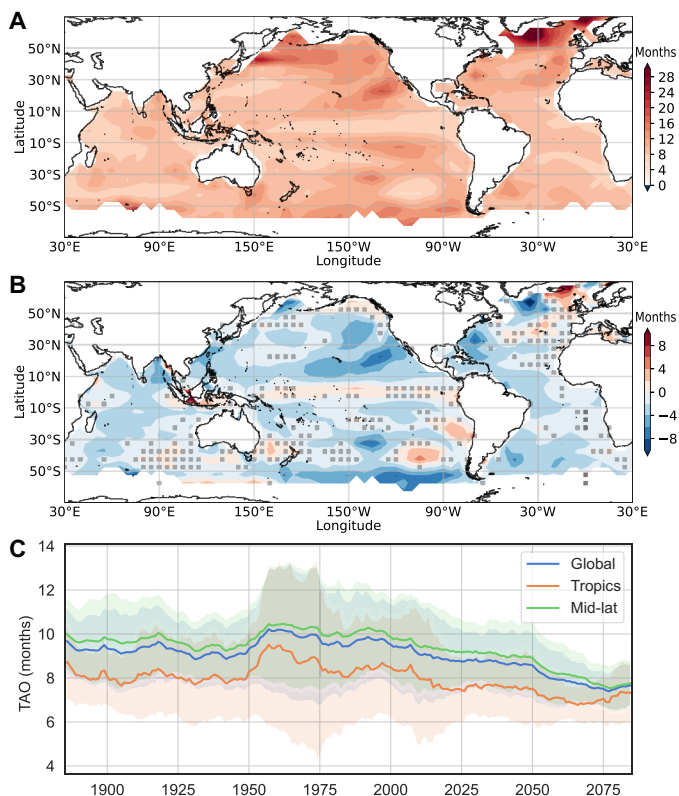 A
50°N
30°N
10°N
10°S
30°S
50°S
Latitude
30°E 90°E 150°E 150°W 90°W 30°W 30°E
Longitude
Months
28
24
20
16
12
8
4
0
B
50°N
30°N
10°N
10°S
30°S
50°S
Latitude
30°E 90°E 150°E 150°W 90°W 30°W 30°E
Longitude
Months
8
4
0
−4
−8
C
14
12
10
8
6
4
TAO (months)
Global
Tropics
Mid-lat
1900 1925 1950 1975 2000 2025 2050 2075